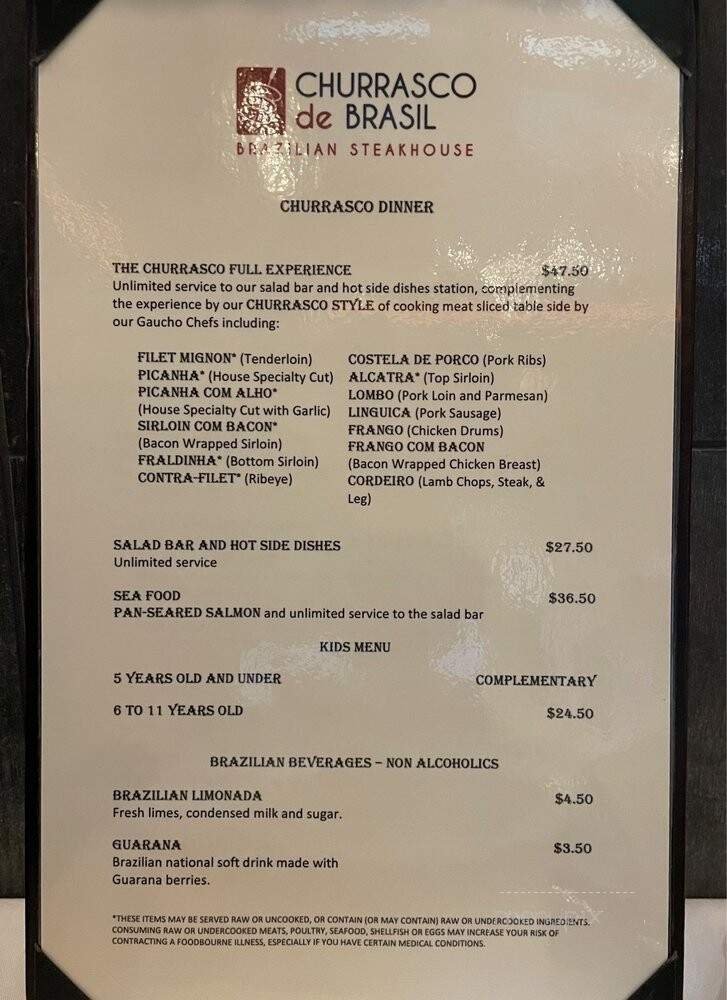 CHURRASCO
de BRASIL
BRAZILIAN STEAKHOUSE
CHURRASCO DINNER
THE CHURRASCO FULL EXPERIENCE $47.50
Unlimited service to our salad bar and hot side dishes station, complementing
the experience by our CHURRASCO STYLE of cooking meat sliced table side by
our Gaucho Chefs including:
FILET MIGNON* (Tenderloin)
PICANHA* (House Specialty Cut)
PICANHA COM ALHO*
(House Specialty Cut with Garlic)
SIRLOIN COM BACON*
(Bacon Wrapped Sirloin)
FRALDINHA* (Bottom Sirloin)
CONTRA-FILET* (Ribeye)
COSTELA DE PORCO (Pork Ribs)
ALCATRA* (Top Sirloin)
LOMBO (Pork Loin and Parmesan)
LINGUICA (Pork Sausage)
FRANGO (Chicken Drums)
FRANGO COM BACON
(Bacon Wrapped Chicken Breast)
CORDEIRO (Lamb Chops, Steak, &
Leg)
SALAD BAR AND HOT SIDE DISHES $27.50
Unlimited service
SEA FOOD $36.50
PAN-SEARED SALMON and unlimited service to the salad bar
KIDS MENU
5 YEARS OLD AND UNDER COMPLEMENTARY
6 TO 11 YEARS OLD $24.50
BRAZILIAN BEVERAGES – NON ALCOHOLICS
BRAZILIAN LIMONADA $4.50
Fresh limes, condensed milk and sugar.
GUARANA $3.50
Brazilian national soft drink made with
Guarana berries.
*THESE ITEMS MAY BE SERVED RAW OR UNCOOKED, OR CONTAIN (OR MAY CONTAIN) RAW OR UNDERCOOKED INGREDIENTS.
CONSUMING RAW OR UNDERCOOKED MEATS, POULTRY, SEAFOOD, SHELLFISH OR EGGS MAY INCREASE YOUR RISK OF
CONTRACTING A FOODBOURNE ILLNESS, ESPECIALLY IF YOU HAVE CERTAIN MEDICAL CONDITIONS.